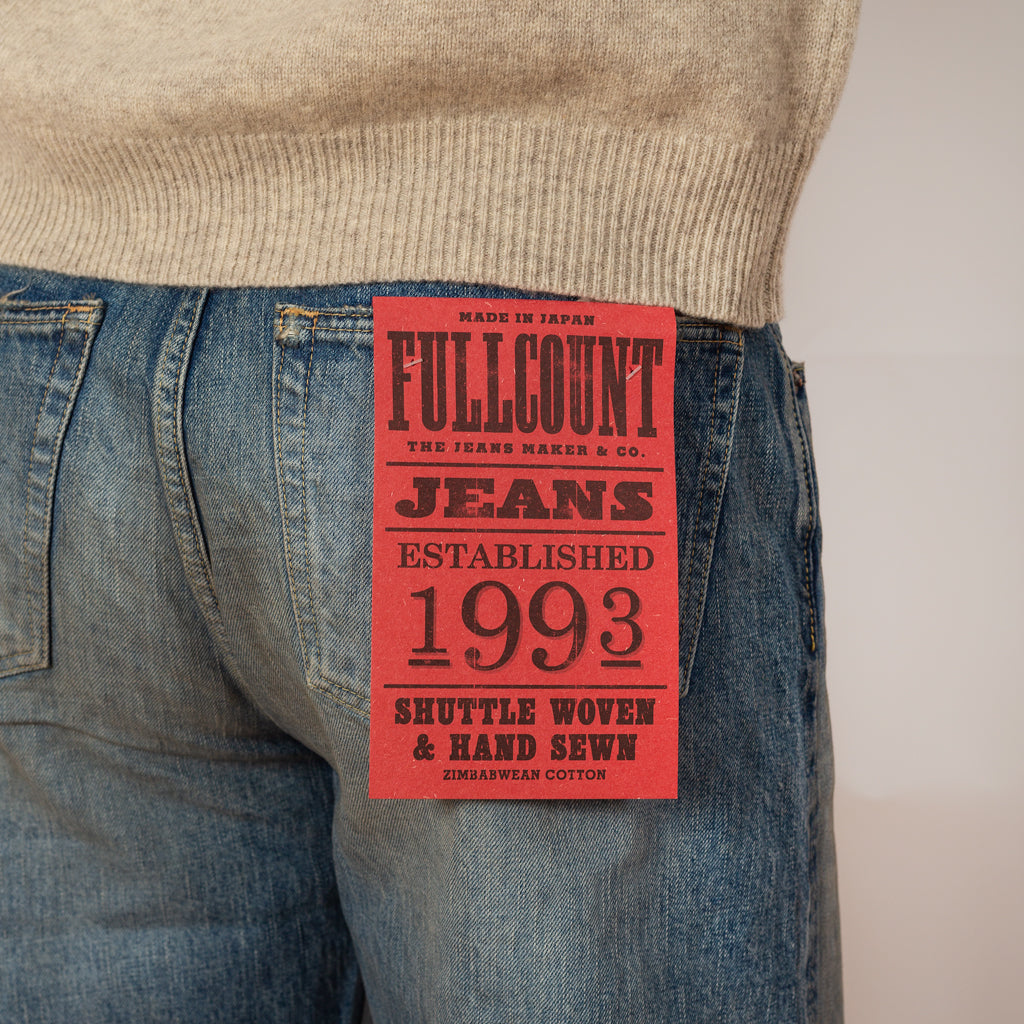 MADE IN JAPAN
FULLCOUNT
THE JEANS MAKER & CO.
JEANS
ESTABLISHED
1993
SHUTTLE WOVEN
& HAND SEWN
ZIMBABWEAN COTTON